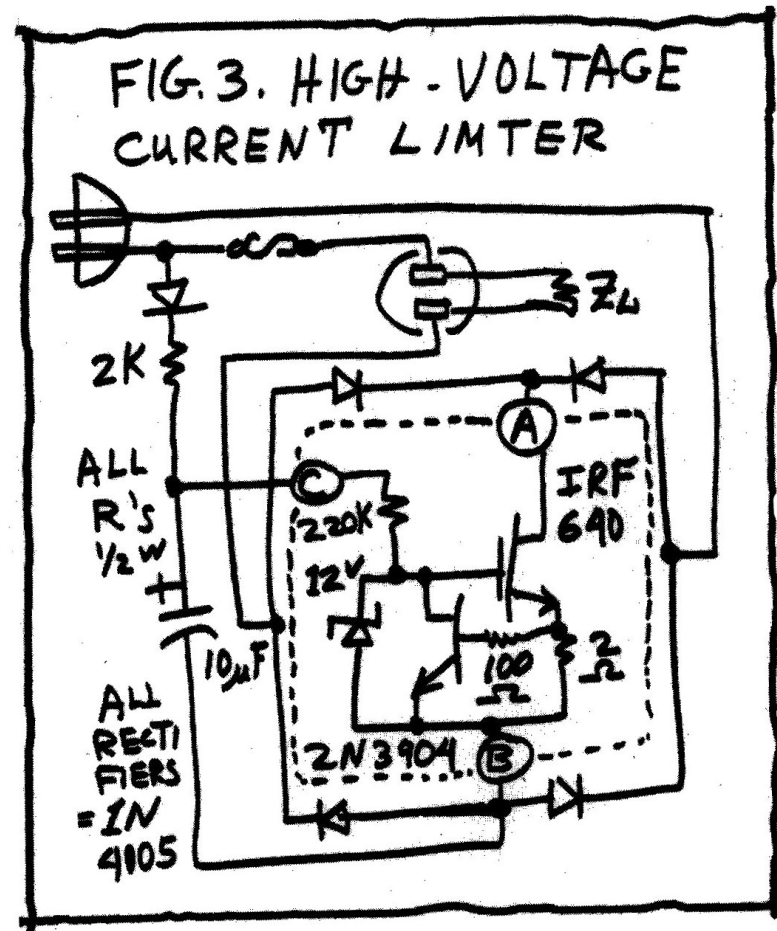 FIG. 3. HIGH-VOLTAGE
CURRENT LIMTER
ZL
2K
A
ALL
R'S
1/2 W
C
IRF
640
220K
12V
+
10µF
100
Ω
2
Ω
ALL
RECTI
FIERS
= 1N
4005
2N3904
B